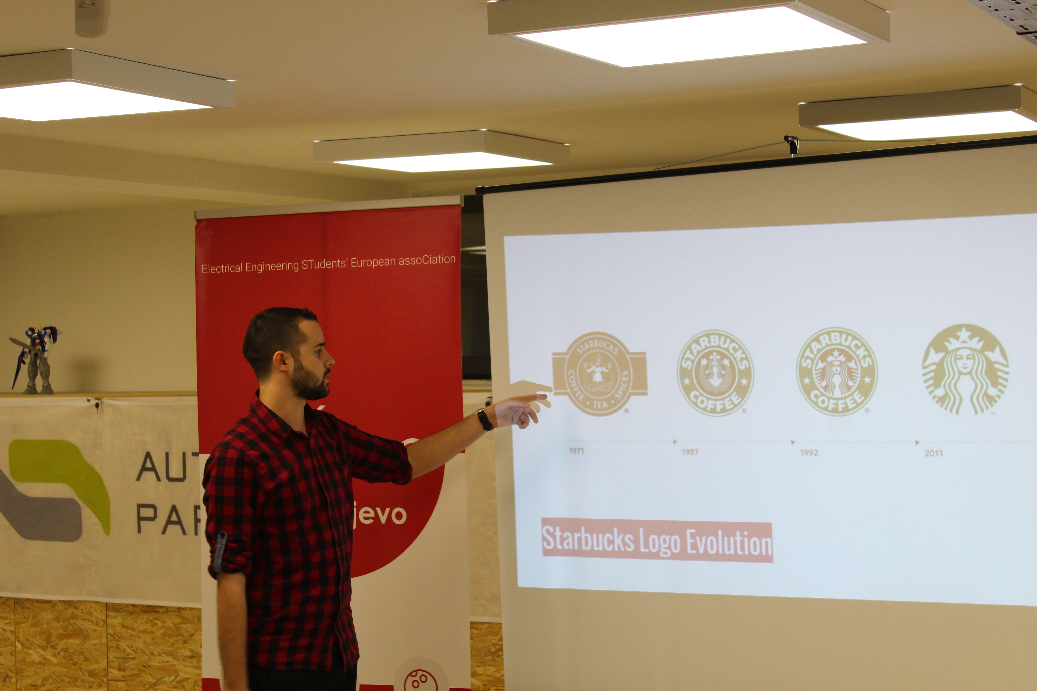 Electrical Engineering STudents' European assoCiation
jevo
AUT
PAR
STARBUCKS
COFFEE • TEA • SPICES
STARBUCKS
COFFEE
STARBUCKS
COFFEE
1971
1987
1992
2011
Starbucks Logo Evolution